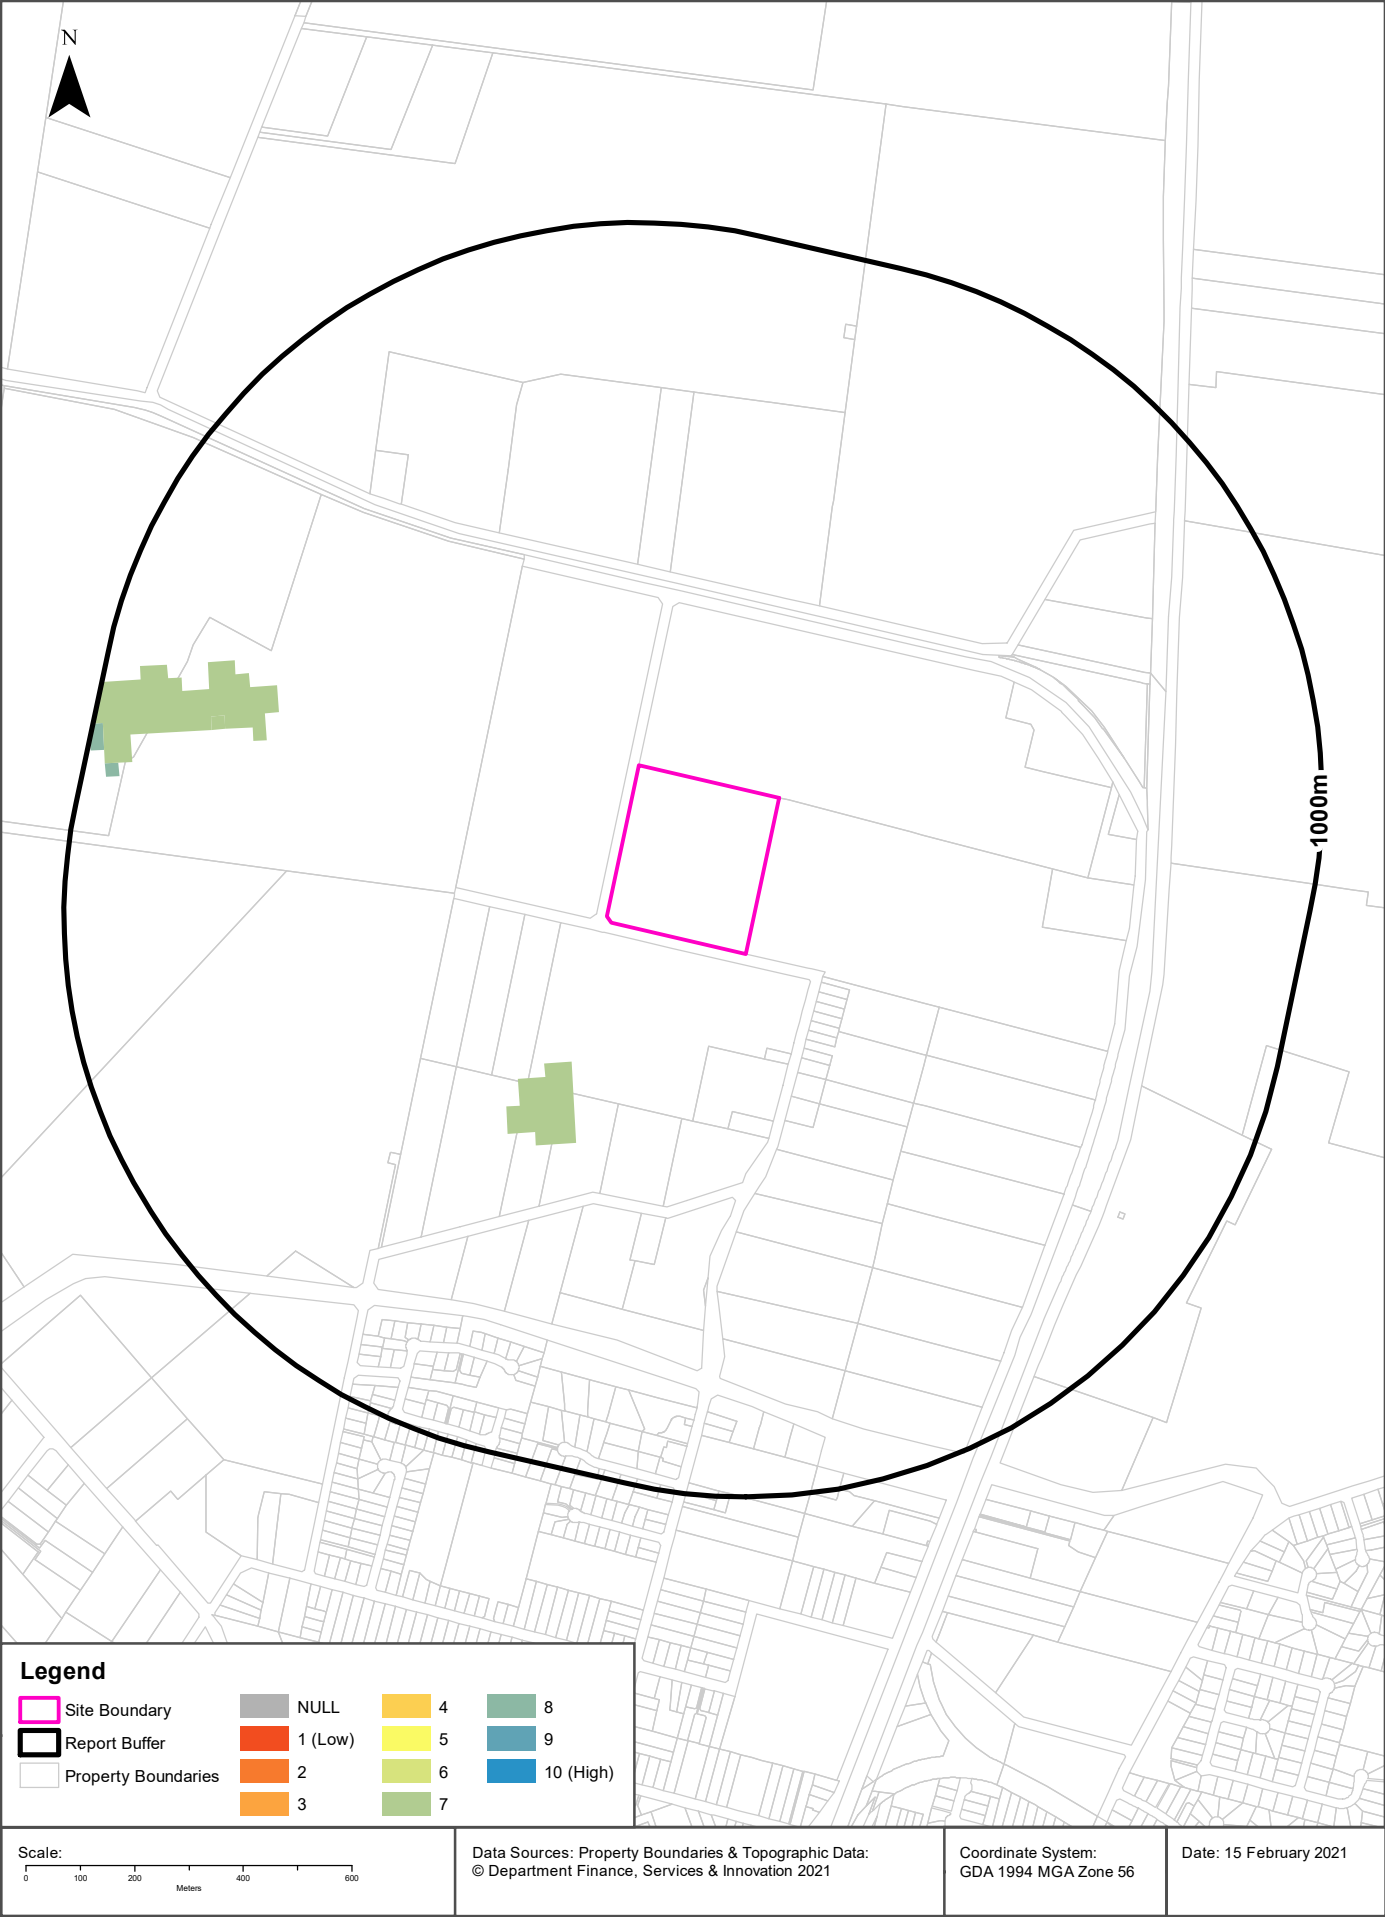 N
1000m
Legend
Site Boundary
Report Buffer
Property Boundaries
NULL
1 (Low)
2
3
4
5
6
7
8
9
10 (High)
Scale:
0 100 200 400 600
Meters
Data Sources: Property Boundaries & Topographic Data:
© Department Finance, Services & Innovation 2021
Coordinate System:
GDA 1994 MGA Zone 56
Date: 15 February 2021